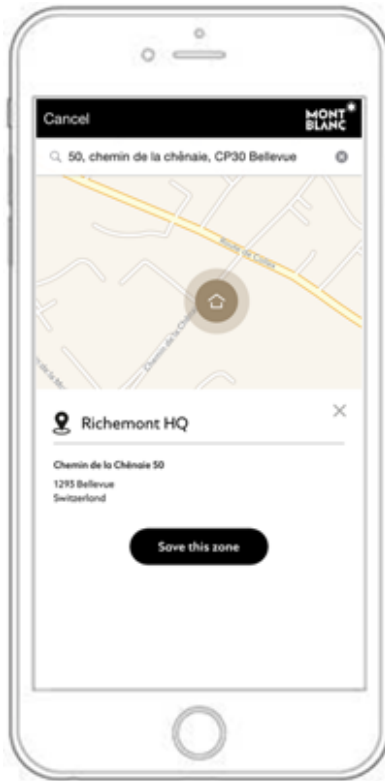 Cancel
MONT
BLANC
50, chemin de la chênaie, CP30 Bellevue
Route de Collex
Chemin de la Chênaie
Richemont HQ
Chemin de la Chênaie 50
1293 Bellevue
Switzerland
Save this zone